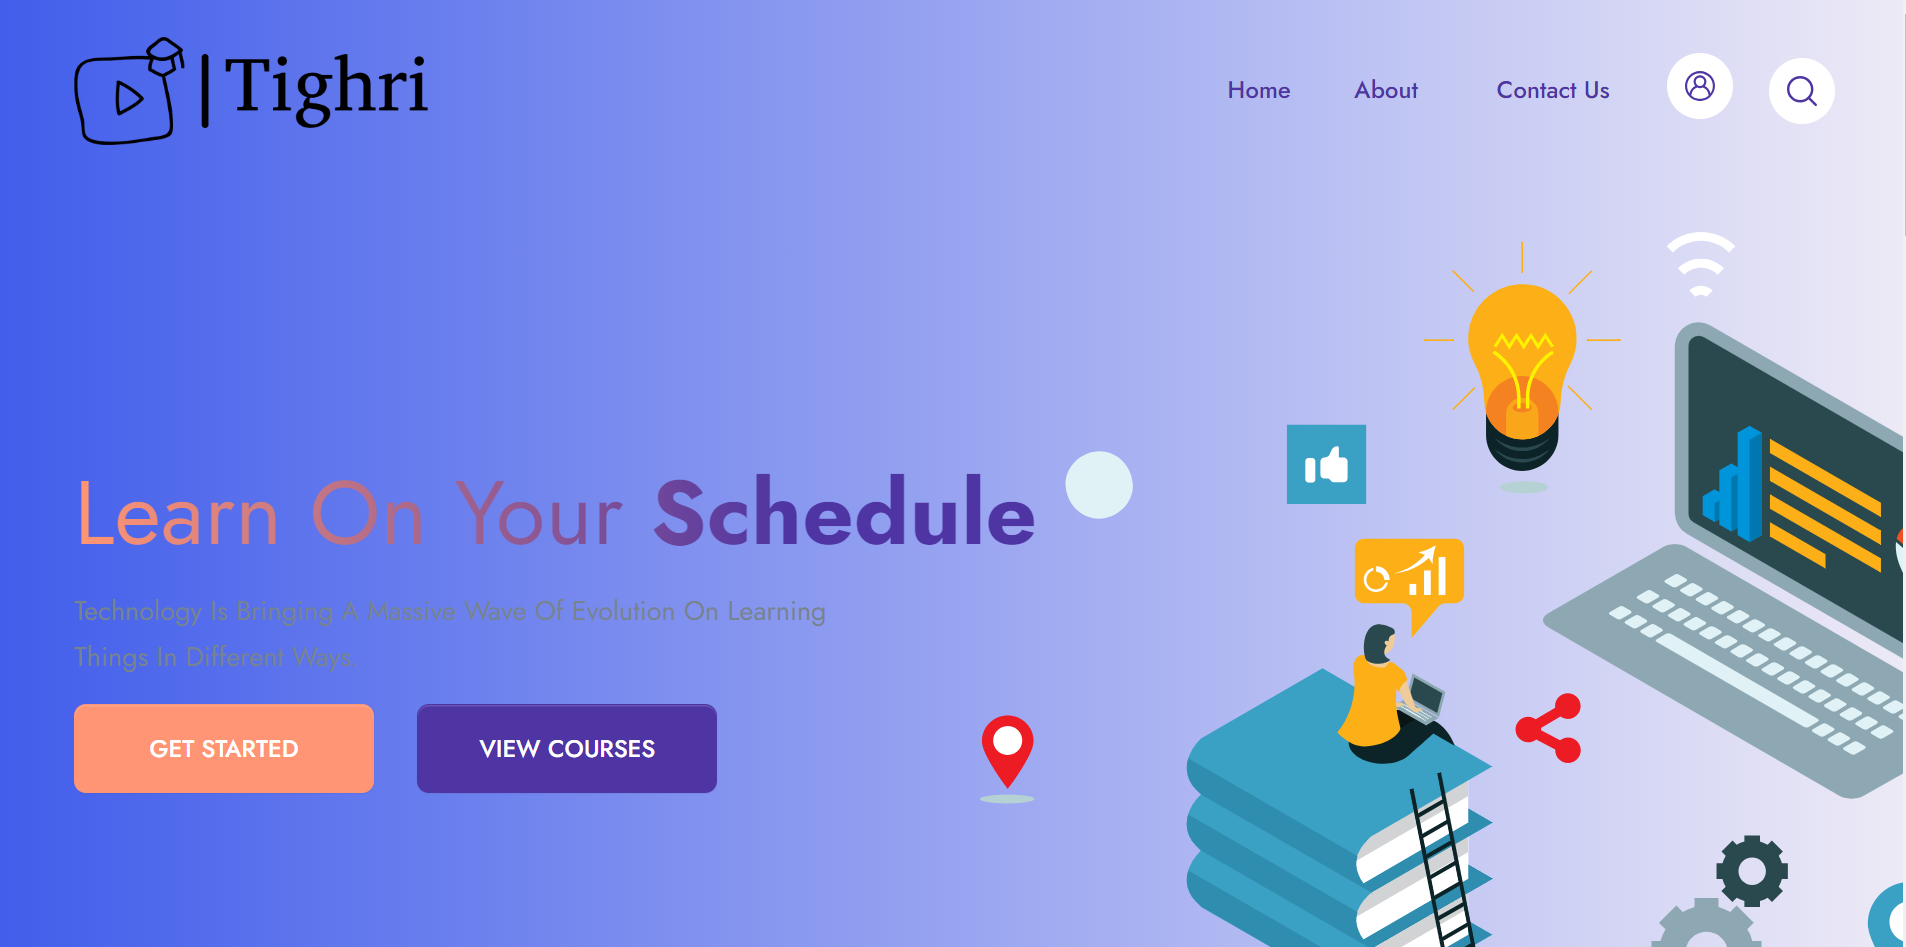 | Tighri
Home About Contact Us
Learn On Your Schedule
Technology Is Bringing A Massive Wave Of Evolution On Learning
Things In Different Ways.
GET STARTED VIEW COURSES